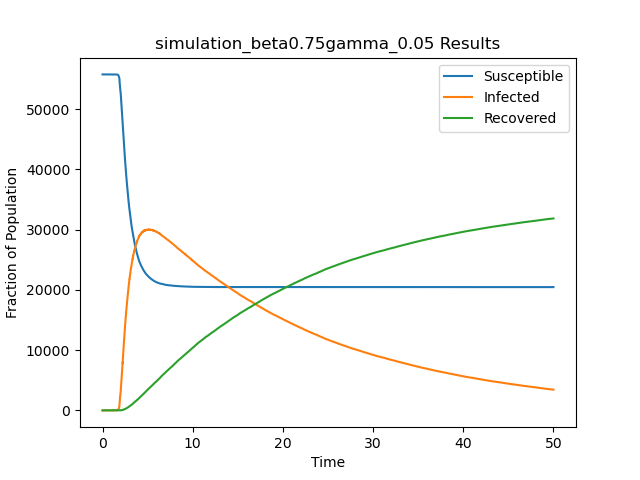 simulation_beta0.75gamma_0.05 Results
Susceptible
Infected
Recovered
Fraction of Population
50000
40000
30000
20000
10000
0
0 10 20 30 40 50
Time